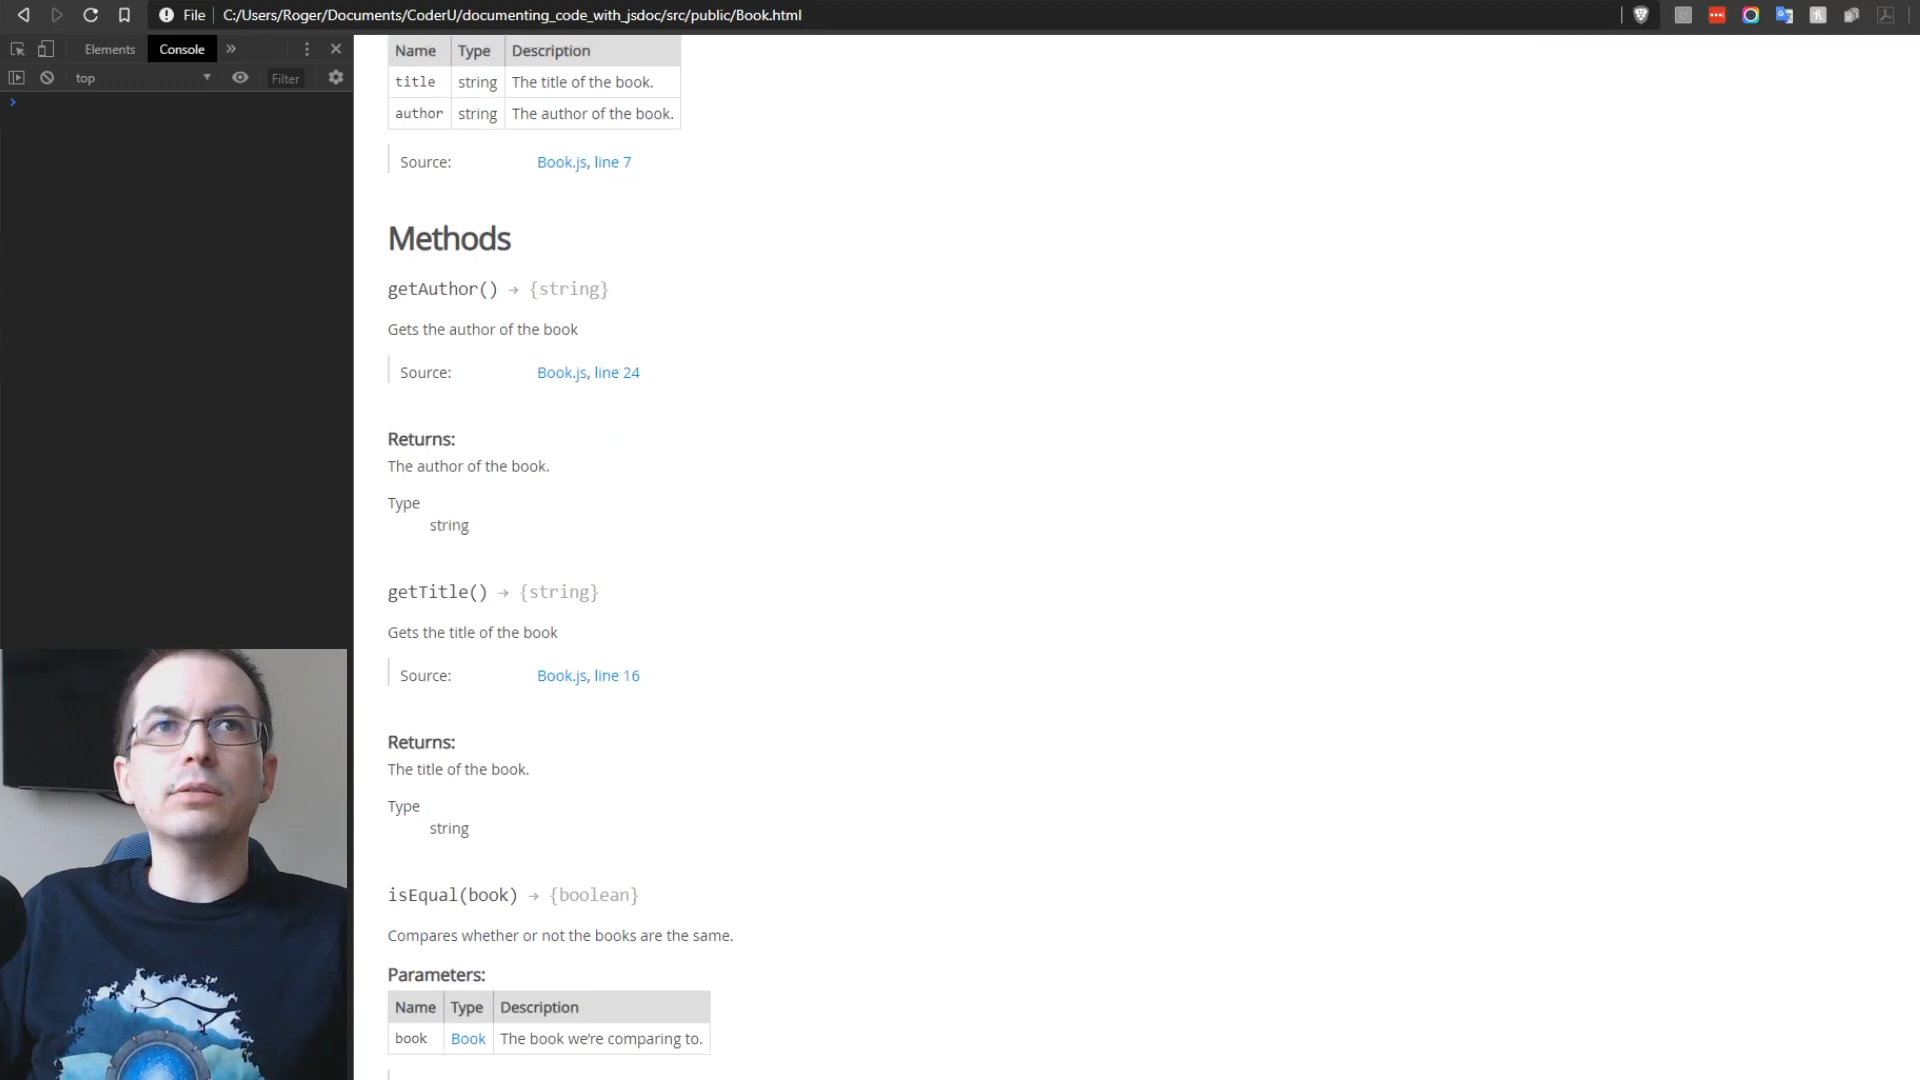 File C:/Users/Roger/Documents/CoderU/documenting_code_with_jsdoc/src/public/Book.html
Elements Console »
top Filter
Name Type Description
title string The title of the book.
author string The author of the book.
Source: Book.js, line 7
Methods
getAuthor() → {string}
Gets the author of the book
Source: Book.js, line 24
Returns:
The author of the book.
Type
string
getTitle() → {string}
Gets the title of the book
Source: Book.js, line 16
Returns:
The title of the book.
Type
string
isEqual(book) → {boolean}
Compares whether or not the books are the same.
Parameters:
Name Type Description
book Book The book we’re comparing to.